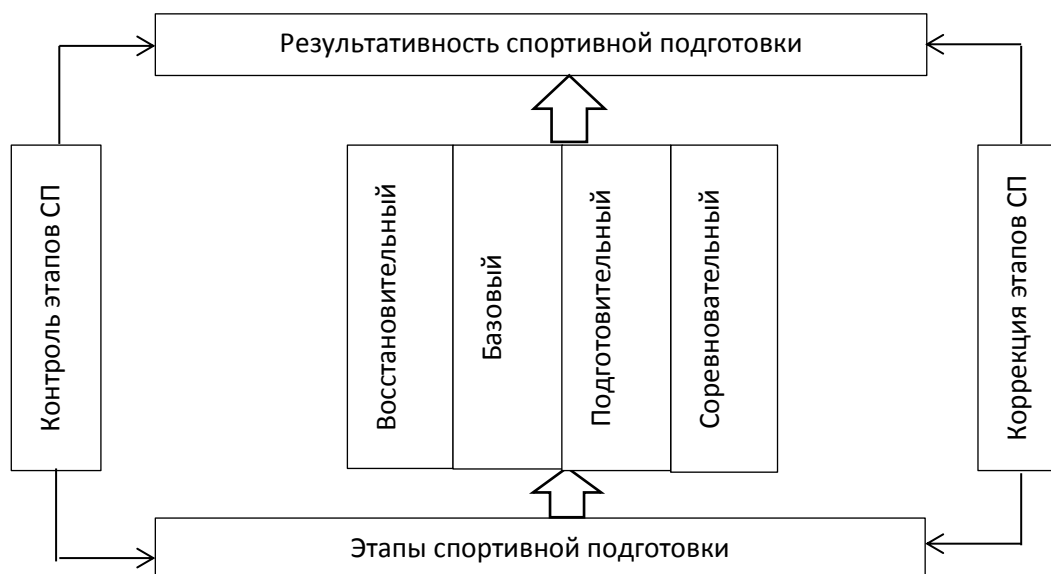 Результативность спортивной подготовки
Контроль этапов СП
Восстановительный
Базовый
Подготовительный
Соревновательный
Коррекция этапов СП
Этапы спортивной подготовки